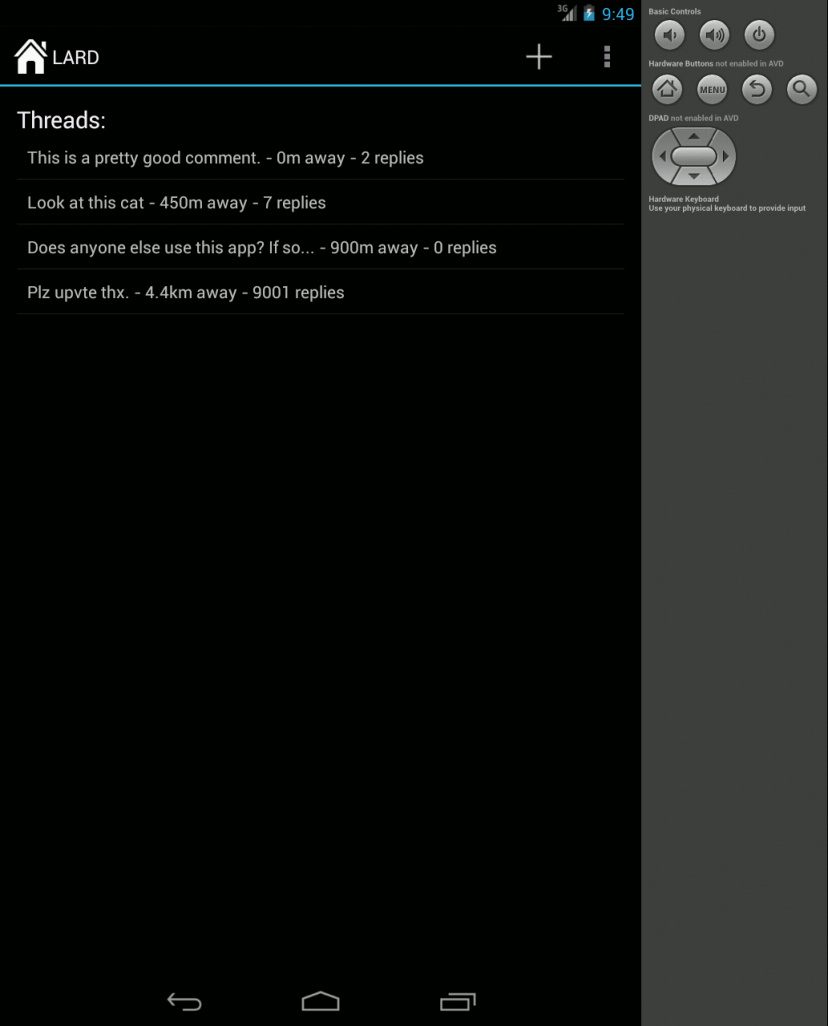 3G 9:49
LARD
Threads:
This is a pretty good comment. - 0m away - 2 replies
Look at this cat - 450m away - 7 replies
Does anyone else use this app? If so... - 900m away - 0 replies
Plz upvte thx. - 4.4km away - 9001 replies
Basic Controls
Hardware Buttons not enabled in AVD
MENU
DPAD not enabled in AVD
Hardware Keyboard
Use your physical keyboard to provide input